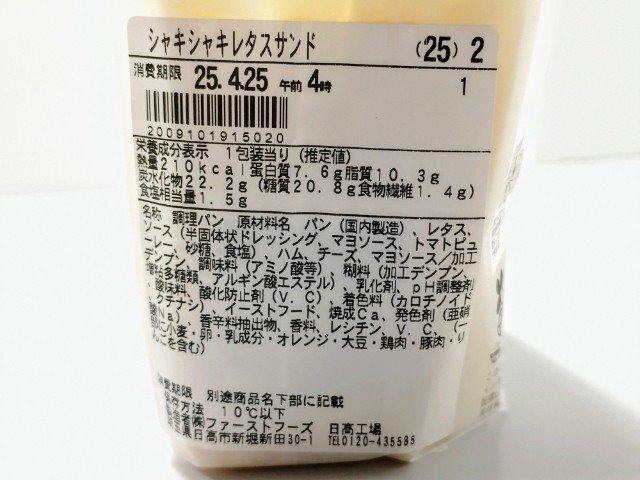 シャキシャキレタスサンド (25) 2
消費期限 25.4.25 午前 4時 1
2009101915020
栄養成分表示 1包装当り(推定値)
熱量210kcal 蛋白質7.6g 脂質10.3g
炭水化物22.2g(糖質20.8g 食物繊維1.4g)
食塩相当量1.5g
名称 調理パン 原材料名 パン(国内製造)、レタス、
ソース(半固体状ドレッシング、マヨソース、トマトピュ
ーレー、砂糖、食塩)、ハム、チーズ、マヨソース/加工
デンプン、調味料(アミノ酸等)、糊料(加工デンプン、
増粘多糖類、アルギン酸エステル)、乳化剤、pH調整剤
、酸味料、酸化防止剤(V.C)、着色料(カロチノイド
、クチナシ)、イーストフード、焼成Ca、発色剤(亜硝
酸Na)、香辛料抽出物、香料、レシチン、V.C、(一
部に小麦・卵・乳成分・オレンジ・大豆・鶏肉・豚肉・り
んごを含む)
消費期限 別途商品名下部に記載
保存方法 10℃以下
製造者(株)ファーストフーズ 日高工場
埼玉県日高市新堀新田30-1 TEL0120-435585